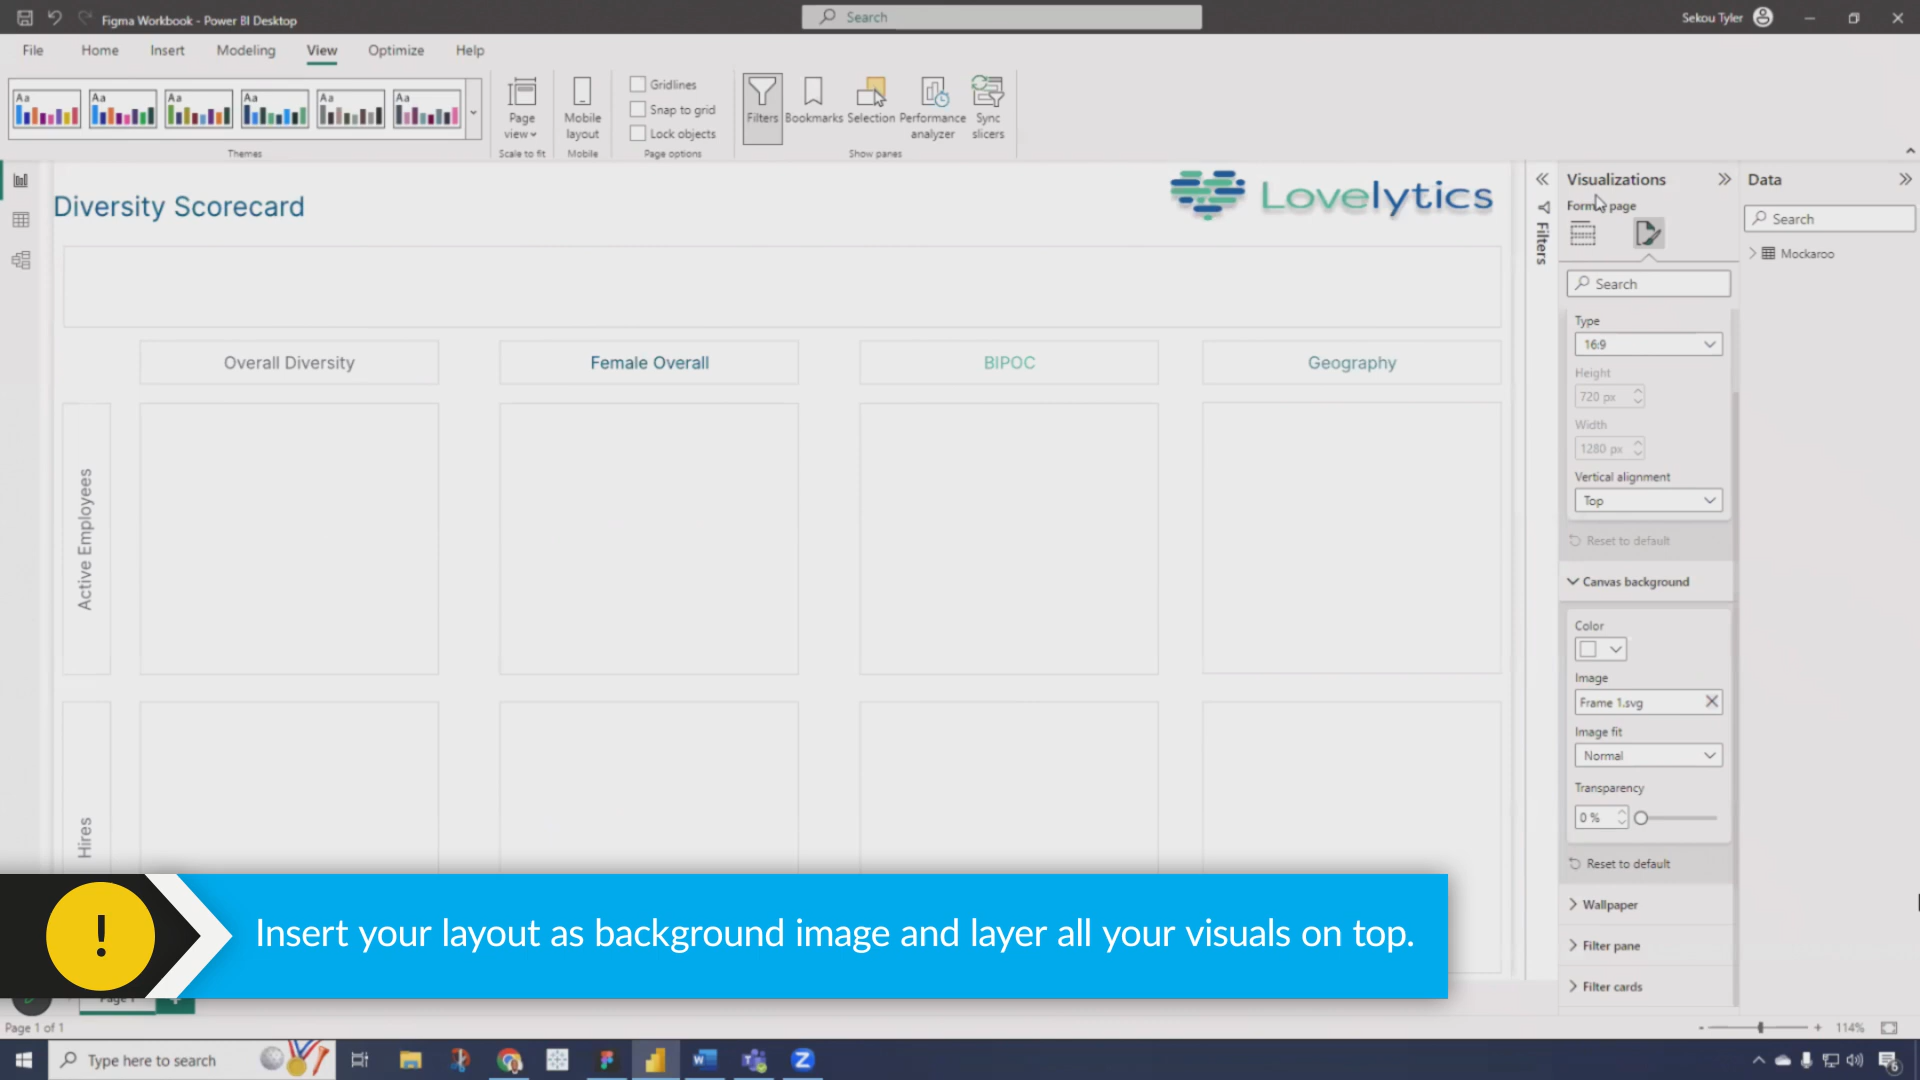 Figma Workbook - Power BI Desktop
Search
Sekou Tyler
File
Home
Insert
Modeling
View
Optimize
Help
Aa
Aa
Aa
Aa
Aa
Aa
Themes
Page view
Scale to fit
Mobile layout
Mobile
Gridlines
Snap to grid
Lock objects
Page options
Filters
Bookmarks
Selection
Performance analyzer
Sync slicers
Show panes
Diversity Scorecard
Lovelytics
Overall Diversity
Female Overall
BIPOC
Geography
Active Employees
Hires
Filters
Visualizations
Format page
Search
Type
16:9
Height
720 px
Width
1280 px
Vertical alignment
Top
Reset to default
Canvas background
Color
Image
Frame 1.svg
Image fit
Normal
Transparency
0 %
Reset to default
Wallpaper
Filter pane
Filter cards
Data
Search
Mockaroo
!
Insert your layout as background image and layer all your visuals on top.
Page 1 of 1
- + 114%
Type here to search